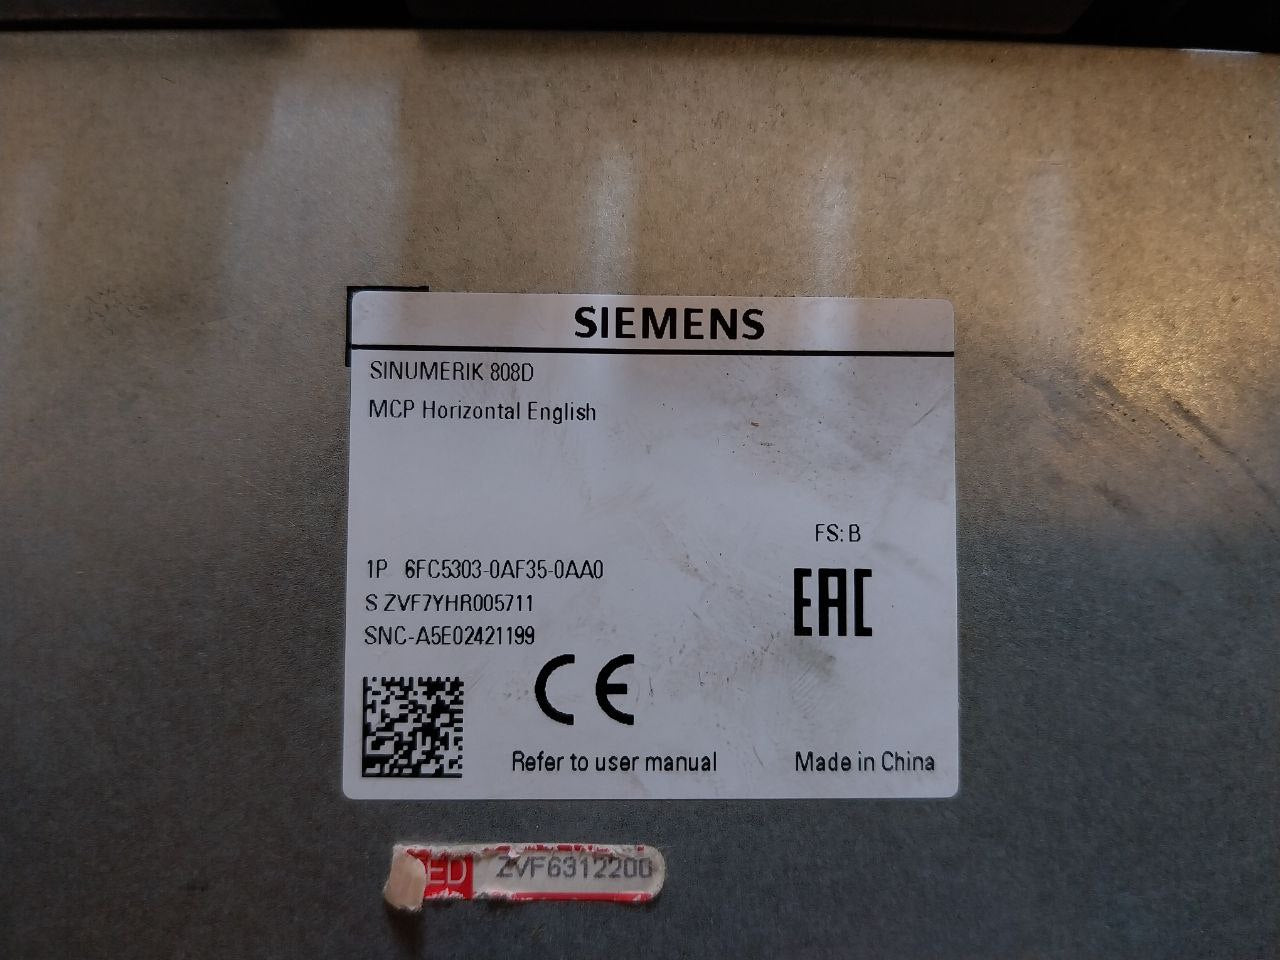 SIEMENS
SINUMERIK 808D
MCP Horizontal English
FS: B
1P 6FC5303-0AF35-0AA0
S ZVF7YHR005711
SNC-A5E02421199
EAC
CE
Refer to user manual
Made in China
ED ZVF6312200